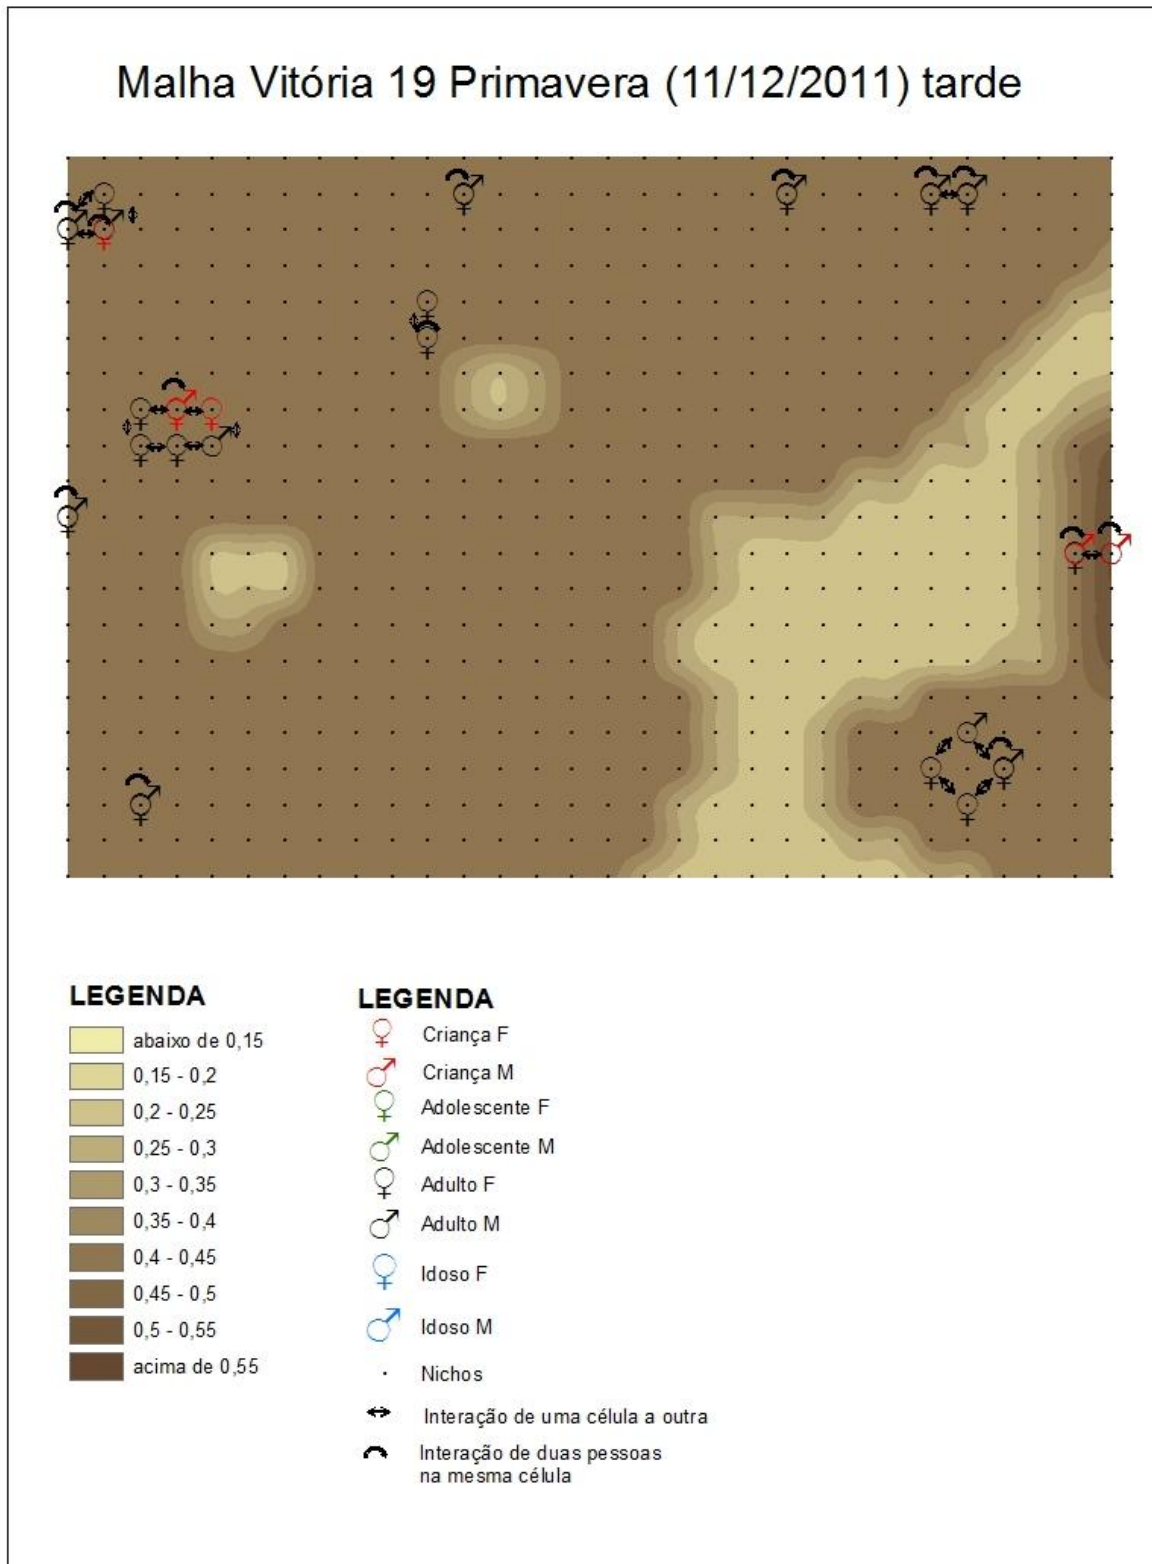 Malha Vitória 19 Primavera (11/12/2011) tarde
LEGENDA
abaixo de 0,15
0,15 - 0,2
0,2 - 0,25
0,25 - 0,3
0,3 - 0,35
0,35 - 0,4
0,4 - 0,45
0,45 - 0,5
0,5 - 0,55
acima de 0,55
LEGENDA
Criança F
Criança M
Adolescente F
Adolescente M
Adulto F
Adulto M
Idoso F
Idoso M
Nichos
Interação de uma célula a outra
Interação de duas pessoas
na mesma célula